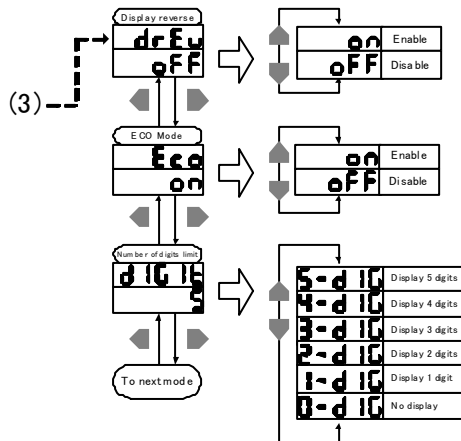 Display reverse
drEv
oFF
on Enable
oFF Disable
(3)
ECO Mode
Eco
on
on Enable
oFF Disable
Number of digits limit
dIGIt
5
5-dIG Display 5 digits
4-dIG Display 4 digits
3-dIG Display 3 digits
2-dIG Display 2 digits
1-dIG Display 1 digit
0-dIG No display
To next mode